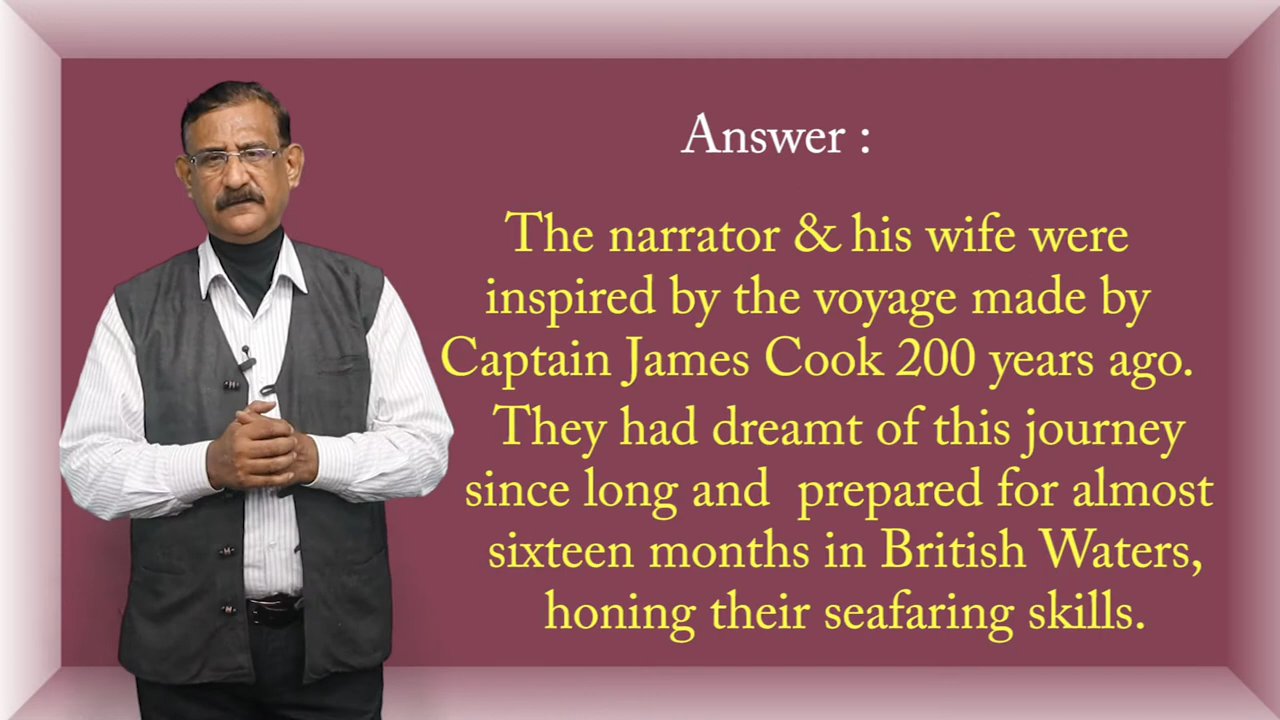 Answer :
The narrator & his wife were
inspired by the voyage made by
Captain James Cook 200 years ago.
They had dreamt of this journey
since long and prepared for almost
sixteen months in British Waters,
honing their seafaring skills.